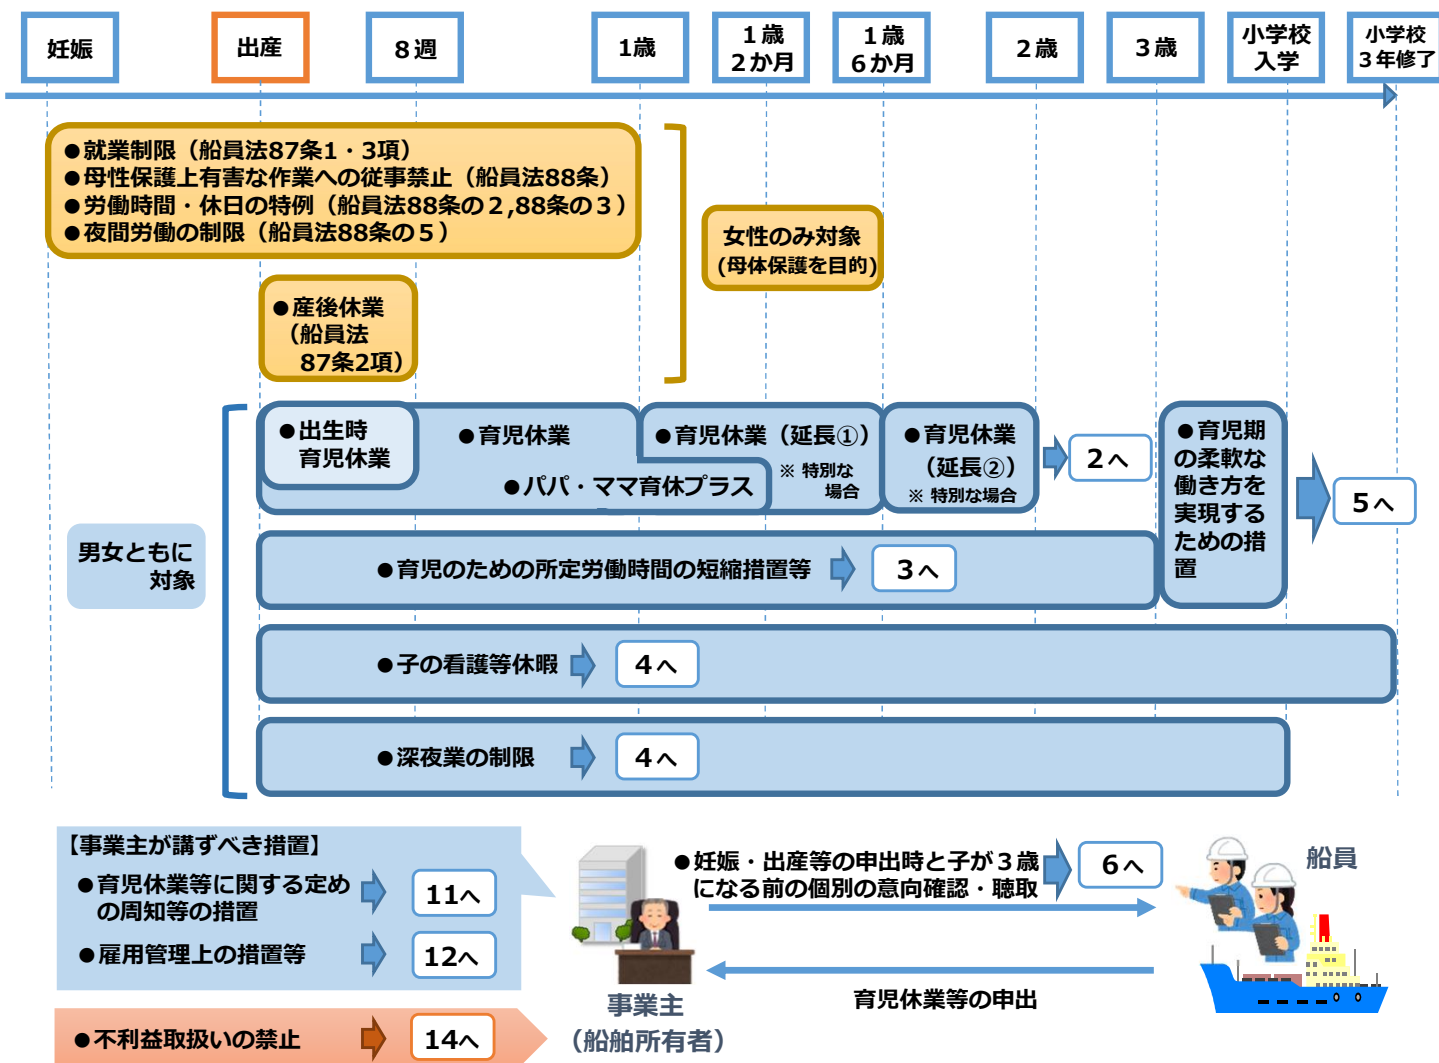 妊娠
出産
８週
1歳
１歳
２か月
１歳
６か月
２歳
３歳
小学校
入学
小学校
３年修了
●就業制限（船員法87条1・3項）
●母性保護上有害な作業への従事禁止（船員法88条）
●労働時間・休日の特例（船員法88条の２,88条の３）
●夜間労働の制限（船員法88条の５）
女性のみ対象
(母体保護を目的)
●産後休業
（船員法
87条2項）
男女ともに
対象
●出生時
育児休業
●育児休業
●パパ・ママ育休プラス
●育児休業（延長①）
※ 特別な
場合
●育児休業
（延長②）
※ 特別な場合
２へ
●育児期
の柔軟な
働き方を
実現する
ための措
置
５へ
●育児のための所定労働時間の短縮措置等
３へ
●子の看護等休暇
４へ
●深夜業の制限
４へ
【事業主が講ずべき措置】
●育児休業等に関する定め
の周知等の措置
11へ
●雇用管理上の措置等
12へ
●不利益取扱いの禁止
14へ
事業主
（船舶所有者）
●妊娠・出産等の申出時と子が３歳
になる前の個別の意向確認・聴取
６へ
育児休業等の申出
船員